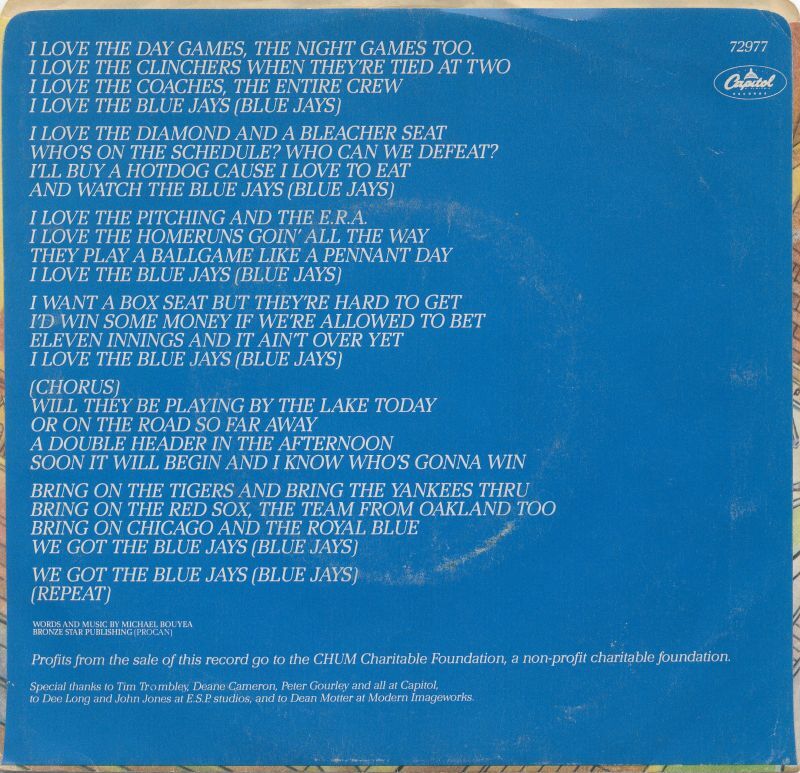 72977
Capitol
RECORDS
I LOVE THE DAY GAMES, THE NIGHT GAMES TOO.
I LOVE THE CLINCHERS WHEN THEY'RE TIED AT TWO
I LOVE THE COACHES, THE ENTIRE CREW
I LOVE THE BLUE JAYS (BLUE JAYS)
I LOVE THE DIAMOND AND A BLEACHER SEAT
WHO'S ON THE SCHEDULE? WHO CAN WE DEFEAT?
I'LL BUY A HOTDOG CAUSE I LOVE TO EAT
AND WATCH THE BLUE JAYS (BLUE JAYS)
I LOVE THE PITCHING AND THE E.R.A.
I LOVE THE HOMERUNS GOIN' ALL THE WAY
THEY PLAY A BALLGAME LIKE A PENNANT DAY
I LOVE THE BLUE JAYS (BLUE JAYS)
I WANT A BOX SEAT BUT THEY'RE HARD TO GET
I'D WIN SOME MONEY IF WE'RE ALLOWED TO BET
ELEVEN INNINGS AND IT AIN'T OVER YET
I LOVE THE BLUE JAYS (BLUE JAYS)
(CHORUS)
WILL THEY BE PLAYING BY THE LAKE TODAY
OR ON THE ROAD SO FAR AWAY
A DOUBLE HEADER IN THE AFTERNOON
SOON IT WILL BEGIN AND I KNOW WHO'S GONNA WIN
BRING ON THE TIGERS AND BRING THE YANKEES THRU
BRING ON THE RED SOX, THE TEAM FROM OAKLAND TOO
BRING ON CHICAGO AND THE ROYAL BLUE
WE GOT THE BLUE JAYS (BLUE JAYS)
WE GOT THE BLUE JAYS (BLUE JAYS)
(REPEAT)
WORDS AND MUSIC BY MICHAEL BOUYEA
BRONZE STAR PUBLISHING (PROCAN)
Profits from the sale of this record go to the CHUM Charitable Foundation, a non-profit charitable foundation.
Special thanks to Tim Trombley, Deane Cameron, Peter Gourley and all at Capitol,
to Dee Long and John Jones at E.S.P. studios, and to Dean Motter at Modern Imageworks.